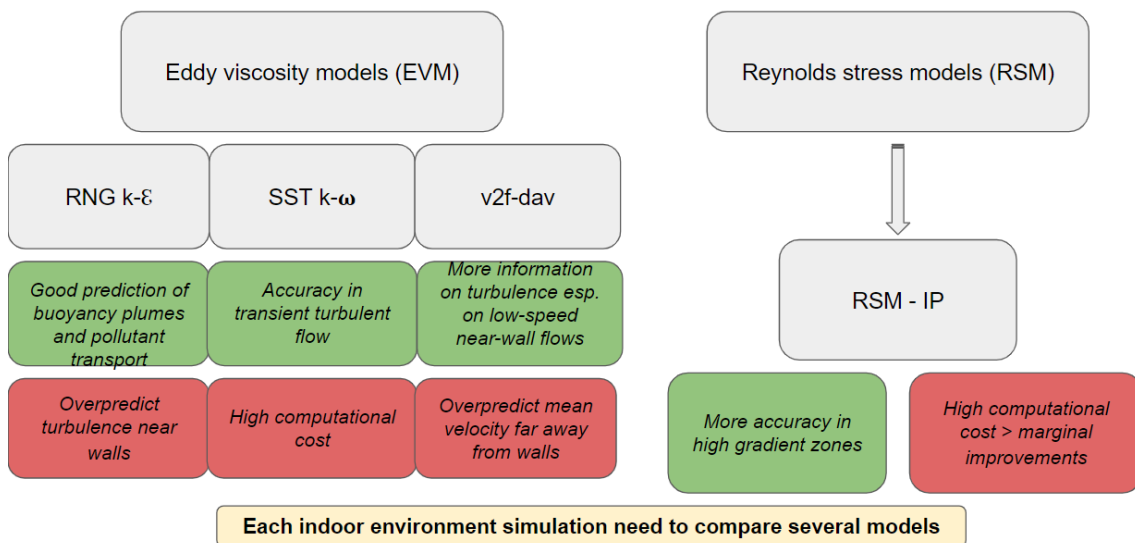 Eddy viscosity models (EVM)
Reynolds stress models (RSM)
RNG k-Ɛ
SST k-ω
v2f-dav
Good prediction of
buoyancy plumes
and pollutant
transport
Accuracy in
transient turbulent
flow
More information
on turbulence esp.
on low-speed
near-wall flows
Overpredict
turbulence near
walls
High computational
cost
Overpredict mean
velocity far away
from walls
RSM - IP
More accuracy in
high gradient zones
High computational
cost > marginal
improvements
Each indoor environment simulation need to compare several models